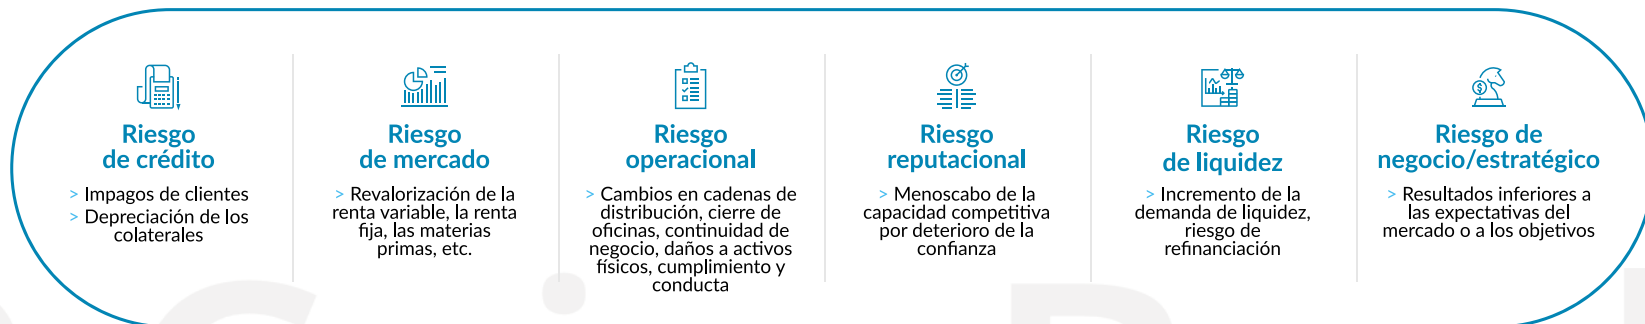 Riesgo
de crédito
> Impagos de clientes
> Depreciación de los
colaterales
Riesgo
de mercado
> Revalorización de la
renta variable, la renta
fija, las materias
primas, etc.
Riesgo
operacional
> Cambios en cadenas de
distribución, cierre de
oficinas, continuidad de
negocio, daños a activos
físicos, cumplimiento y
conducta
Riesgo
reputacional
> Menoscabo de la
capacidad competitiva
por deterioro de la
confianza
Riesgo
de liquidez
> Incremento de la
demanda de liquidez,
riesgo de
refinanciación
Riesgo de
negocio/estratégico
> Resultados inferiores a
las expectativas del
mercado o a los objetivos